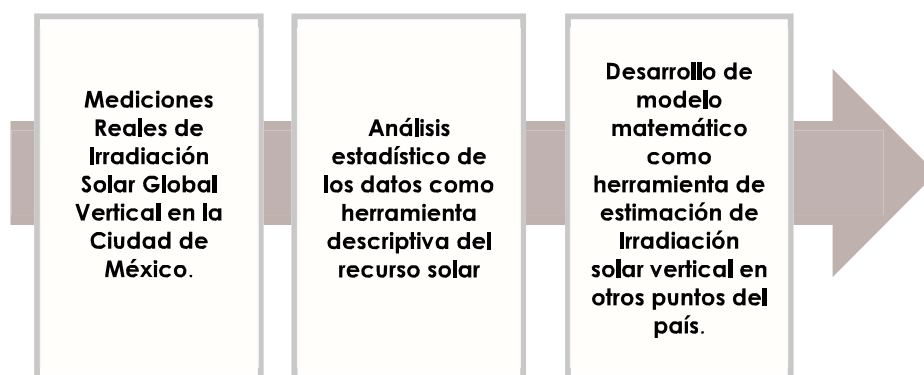 Mediciones
Reales de
Irradiación
Solar Global
Vertical en la
Ciudad de
México.
Análisis
estadístico de
los datos como
herramienta
descriptiva del
recurso solar
Desarrollo de
modelo
matemático
como
herramienta de
estimación de
Irradiación
solar vertical en
otros puntos del
país.